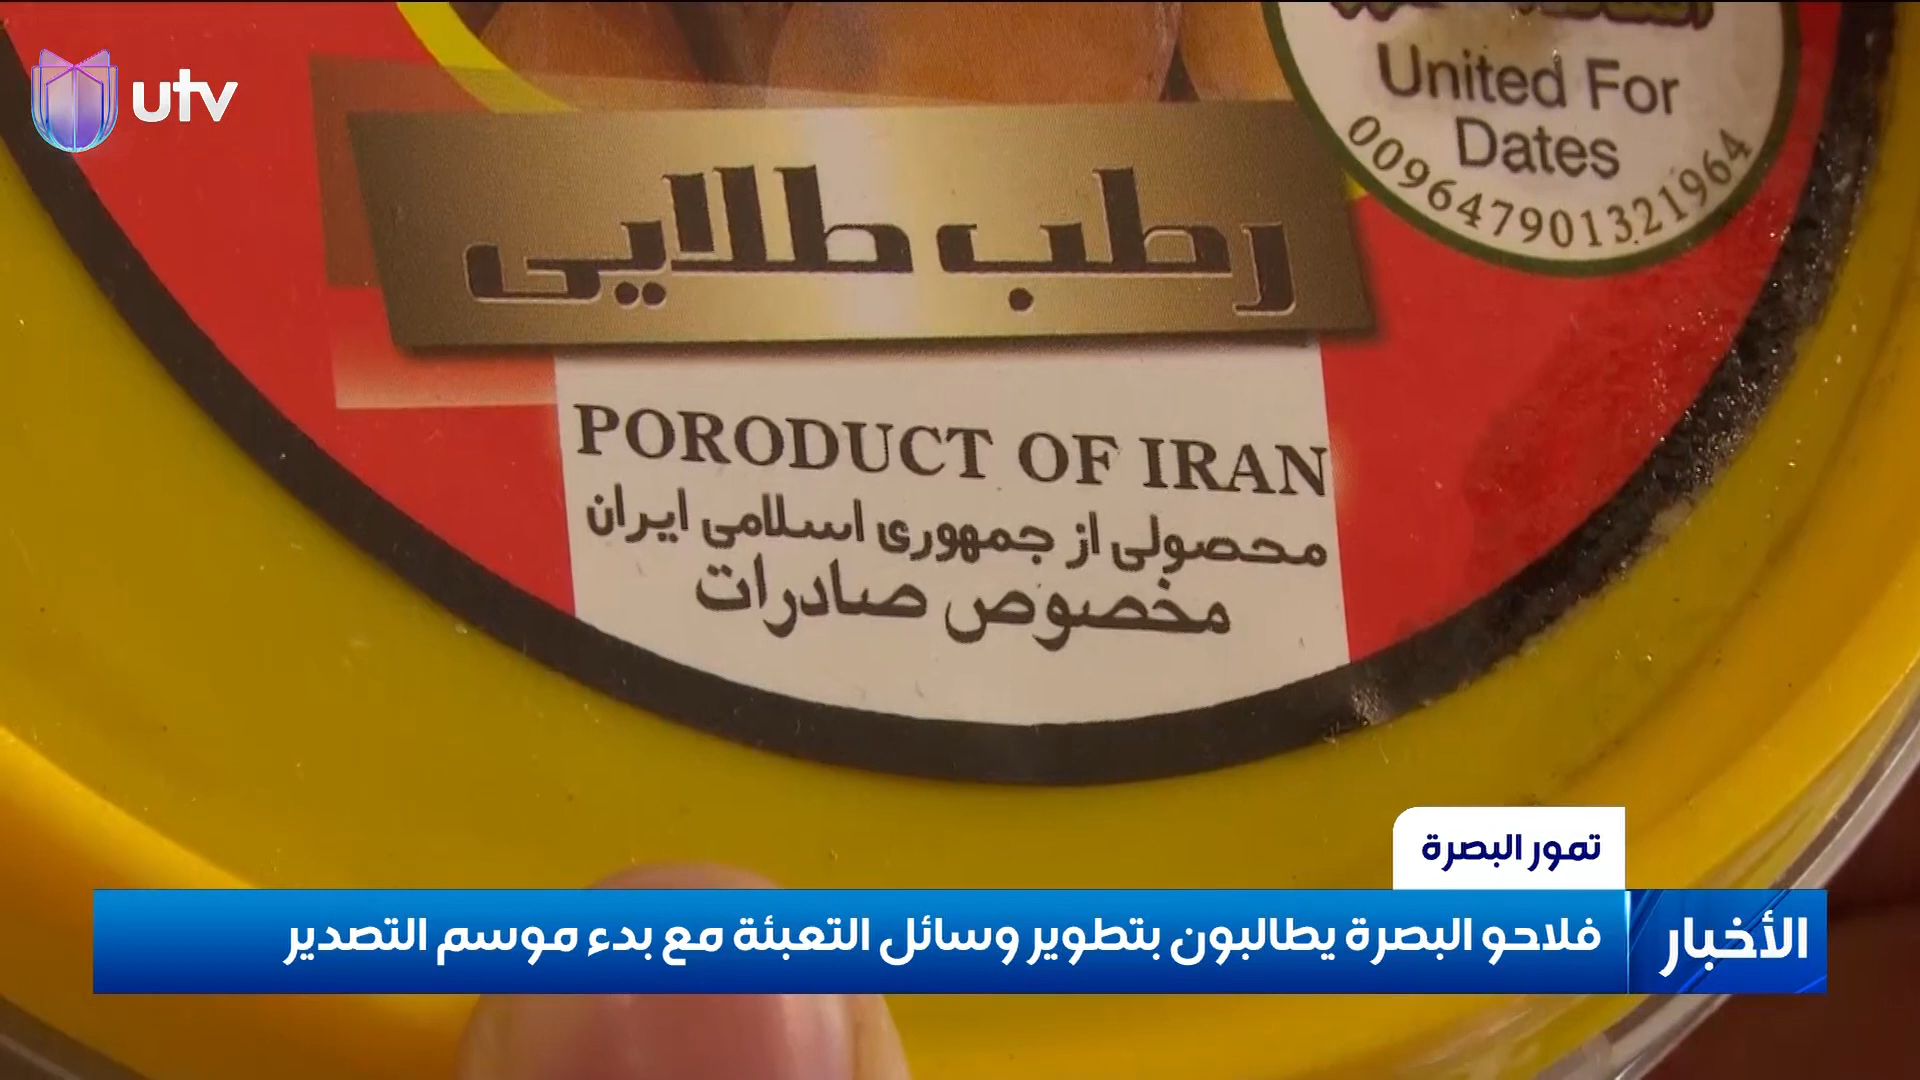 utv
United For
Dates
009647901321964
رطب طلایی
PORODUCT OF IRAN
محصولی از جمهوری اسلامی ایران
مخصوص صادرات
تمور البصرة
الأخبار
فلاحو البصرة يطالبون بتطوير وسائل التعبئة مع بدء موسم التصدير